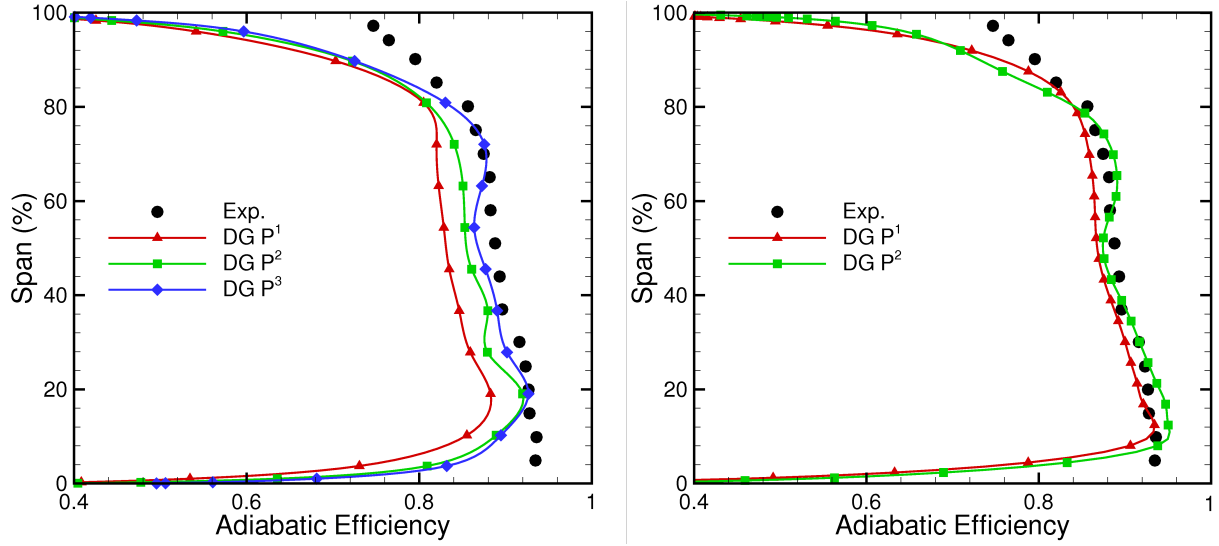 100
80
60
40
20
0
Span (%)
Exp.
DG P¹
DG P²
DG P³
0.4
0.6
0.8
1
Adiabatic Efficiency
100
80
60
40
20
0
Span (%)
Exp.
DG P¹
DG P²
0.4
0.6
0.8
1
Adiabatic Efficiency